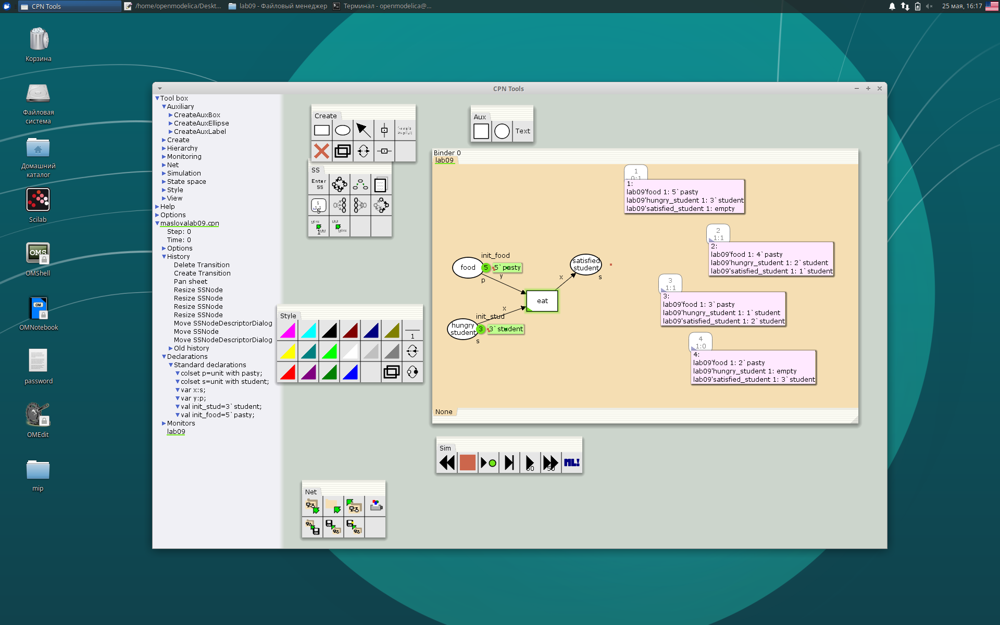 CPN Tools
/home/openmodelica/Deskt...
lab09 - Файловый менеджер
Терминал - openmodelica@...
25 мая, 16:17
Корзина
Файловая
система
Домашний
каталог
Scilab
OMShell
OMNotebook
password
OMEdit
mip
CPN Tools
Tool box
Auxiliary
CreateAuxBox
CreateAuxEllipse
CreateAuxLabel
Create
Hierarchy
Monitoring
Net
Simulation
State space
Style
View
Help
Options
maslovalab09.cpn
Step: 0
Time: 0
Options
History
Delete Transition
Create Transition
Pan sheet
Resize SSNode
Resize SSNode
Resize SSNode
Resize SSNode
Move SSNodeDescriptorDialog
Move SSNode
Move SSNodeDescriptorDialog
Old history
Declarations
Standard declarations
colset p=unit with pasty;
colset s=unit with student;
var x:s;
var y:p;
val init_stud=3`student;
val init_food=5`pasty;
Monitors
lab09
Create
SS
Enter
SS
5
1
Style
1
Aux
Text
Binder 0
lab09
init_food
food
5
5`pasty
y
p
satisfied
student
x
s
eat
x
init_stud
hungry
student
3
3`student
s
1
0:1
1:
lab09'food 1: 5`pasty
lab09'hungry_student 1: 3`student
lab09'satisfied_student 1: empty
2
1:1
2:
lab09'food 1: 4`pasty
lab09'hungry_student 1: 2`student
lab09'satisfied_student 1: 1`student
3
1:1
3:
lab09'food 1: 3`pasty
lab09'hungry_student 1: 1`student
lab09'satisfied_student 1: 2`student
4
1:0
4:
lab09'food 1: 2`pasty
lab09'hungry_student 1: empty
lab09'satisfied_student 1: 3`student
None
Sim
50
50
ML!
Net